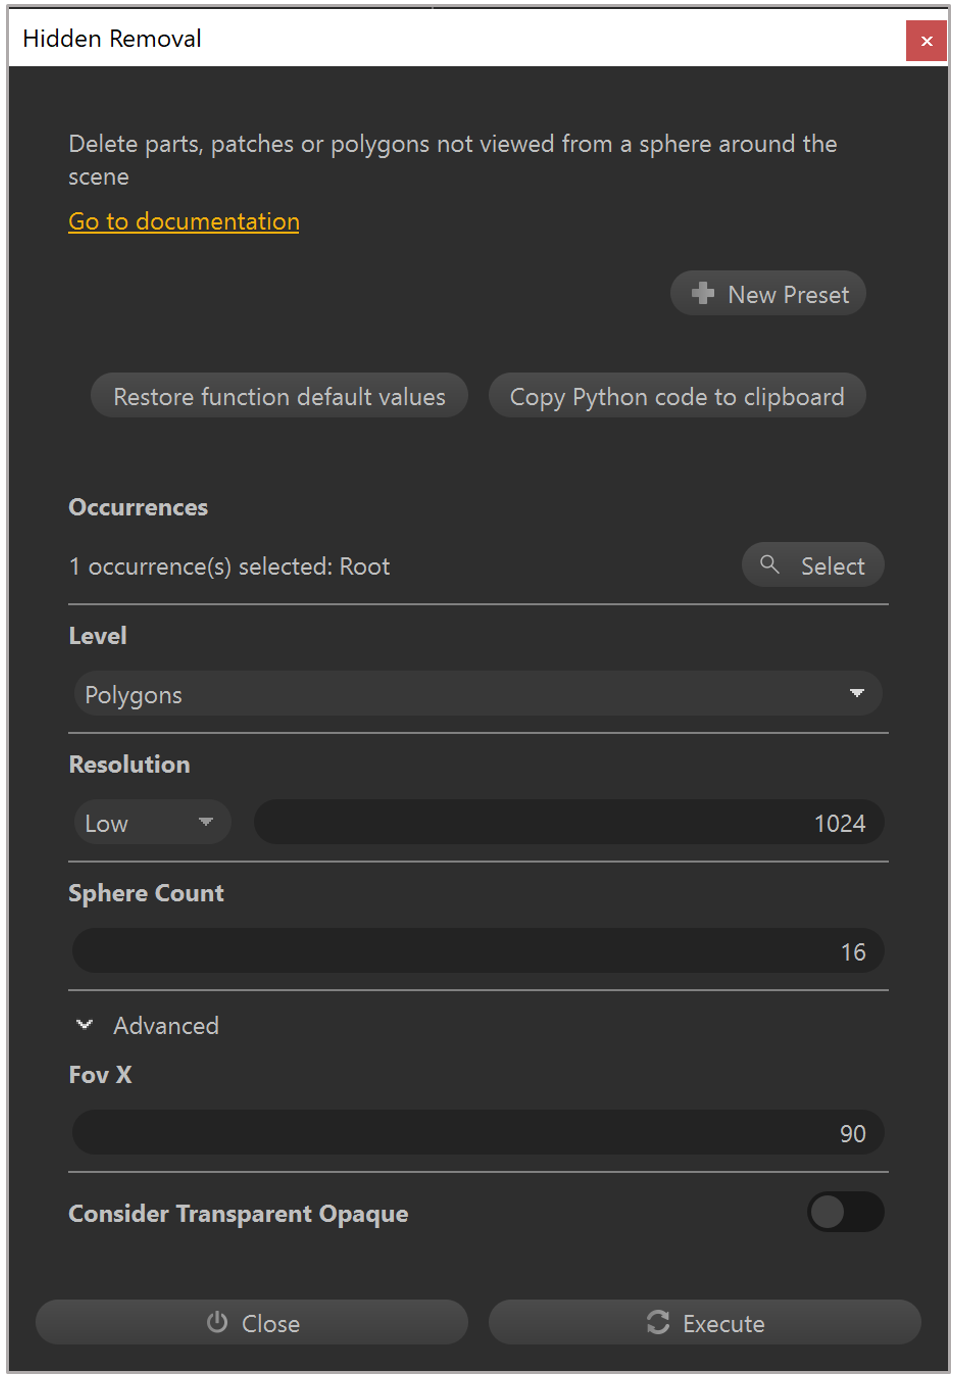 Hidden Removal
×
Delete parts, patches or polygons not viewed from a sphere around the
scene
Go to documentation
New Preset
Restore function default values
Copy Python code to clipboard
Occurrences
1 occurrence(s) selected: Root
Select
Level
Polygons
Resolution
Low
1024
Sphere Count
16
Advanced
Fov X
90
Consider Transparent Opaque
Close
Execute